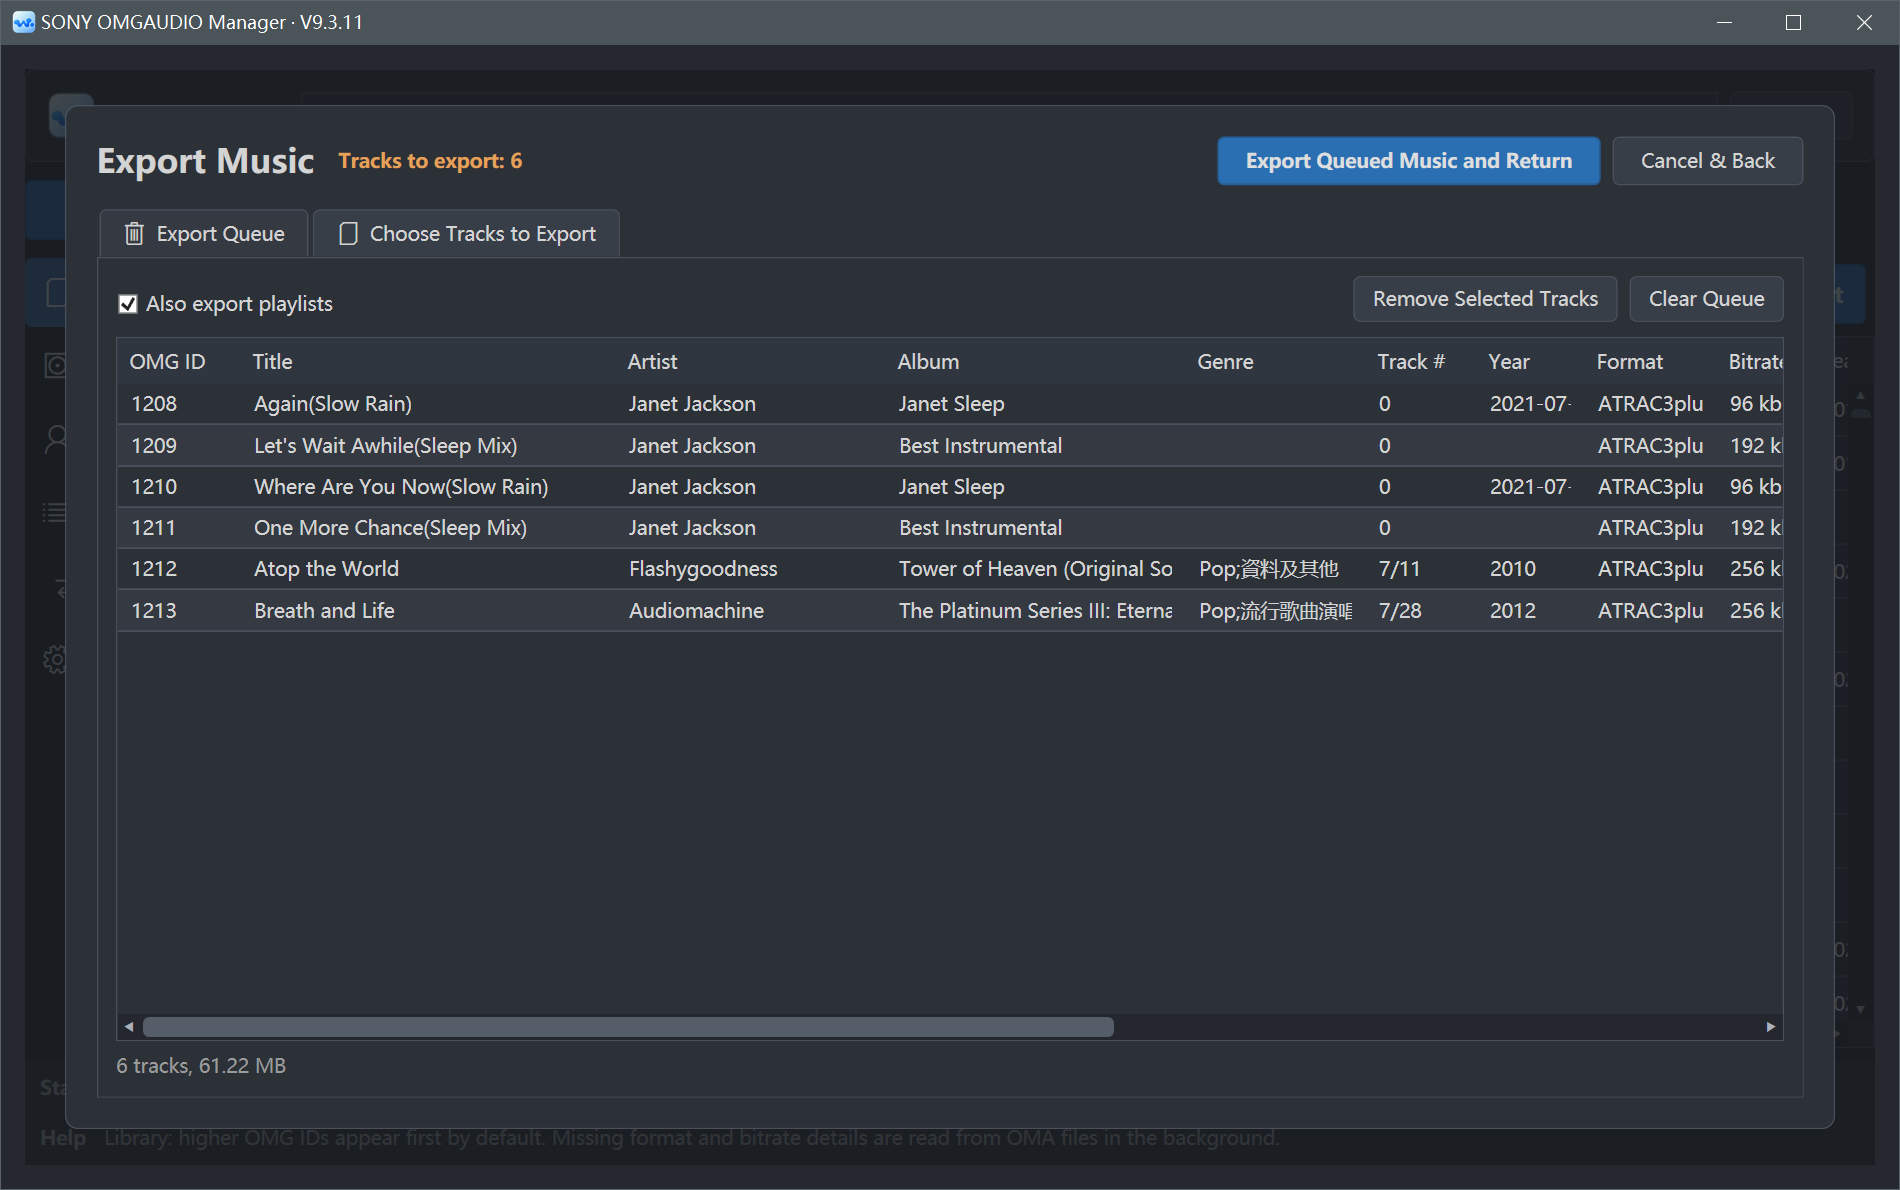 SONY OMGAUDIO Manager · V9.3.11
Export Music
Tracks to export: 6
Export Queued Music and Return
Cancel & Back
Export Queue
Choose Tracks to Export
Also export playlists
Remove Selected Tracks
Clear Queue
OMG ID Title Artist Album Genre Track # Year Format Bitrate
1208 Again(Slow Rain) Janet Jackson Janet Sleep 0 2021-07- ATRAC3plu 96 kb
1209 Let's Wait Awhile(Sleep Mix) Janet Jackson Best Instrumental 0 ATRAC3plu 192 k
1210 Where Are You Now(Slow Rain) Janet Jackson Janet Sleep 0 2021-07- ATRAC3plu 96 kb
1211 One More Chance(Sleep Mix) Janet Jackson Best Instrumental 0 ATRAC3plu 192 k
1212 Atop the World Flashygoodness Tower of Heaven (Original So Pop;資料及其他 7/11 2010 ATRAC3plu 256 k
1213 Breath and Life Audiomachine The Platinum Series III: Eterna Pop;流行歌曲演唱 7/28 2012 ATRAC3plu 256 k
6 tracks, 61.22 MB
Sta
Help Library: higher OMG IDs appear first by default. Missing format and bitrate details are read from OMA files in the background.